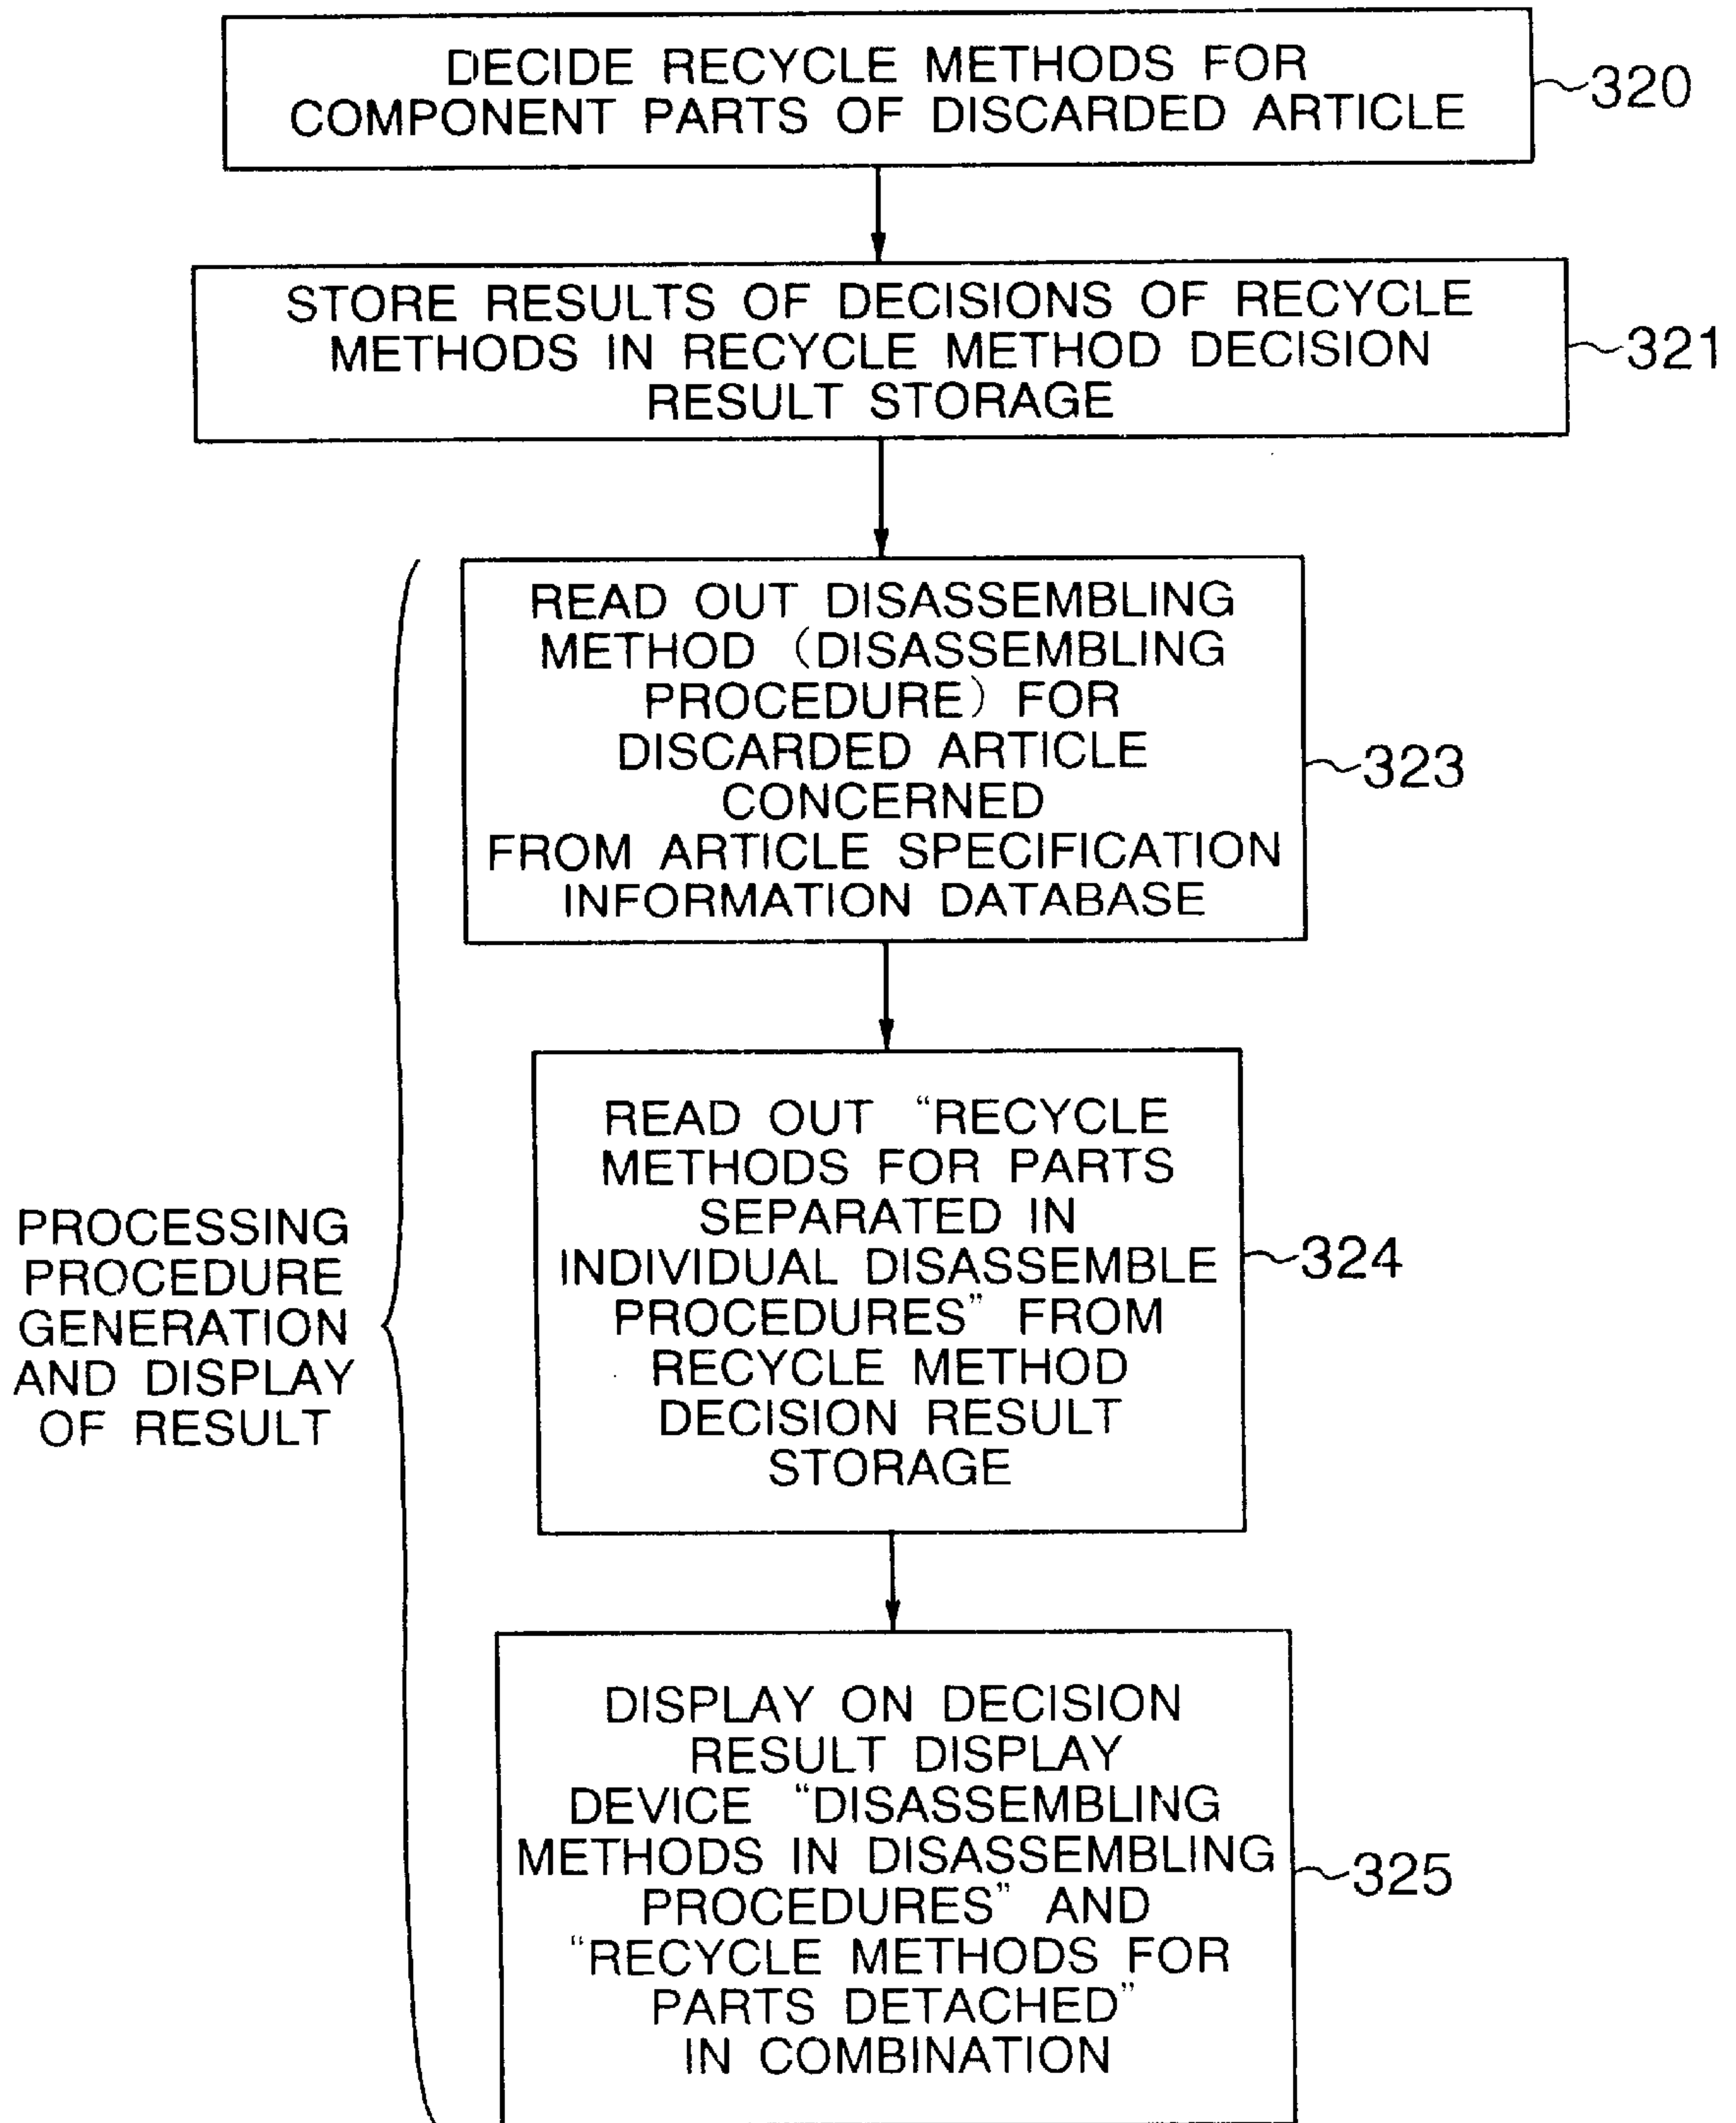 DECIDE RECYCLE METHODS FOR
COMPONENT PARTS OF DISCARDED ARTICLE
320
STORE RESULTS OF DECISIONS OF RECYCLE
METHODS IN RECYCLE METHOD DECISION
RESULT STORAGE
321
READ OUT DISASSEMBLING
METHOD (DISASSEMBLING
PROCEDURE) FOR
DISCARDED ARTICLE
CONCERNED
FROM ARTICLE SPECIFICATION
INFORMATION DATABASE
323
READ OUT “RECYCLE
METHODS FOR PARTS
SEPARATED IN
INDIVIDUAL DISASSEMBLE
PROCEDURES” FROM
RECYCLE METHOD
DECISION RESULT
STORAGE
324
PROCESSING
PROCEDURE
GENERATION
AND DISPLAY
OF RESULT
DISPLAY ON DECISION
RESULT DISPLAY
DEVICE “DISASSEMBLING
METHODS IN DISASSEMBLING
PROCEDURES” AND
“RECYCLE METHODS FOR
PARTS DETACHED”
IN COMBINATION
325